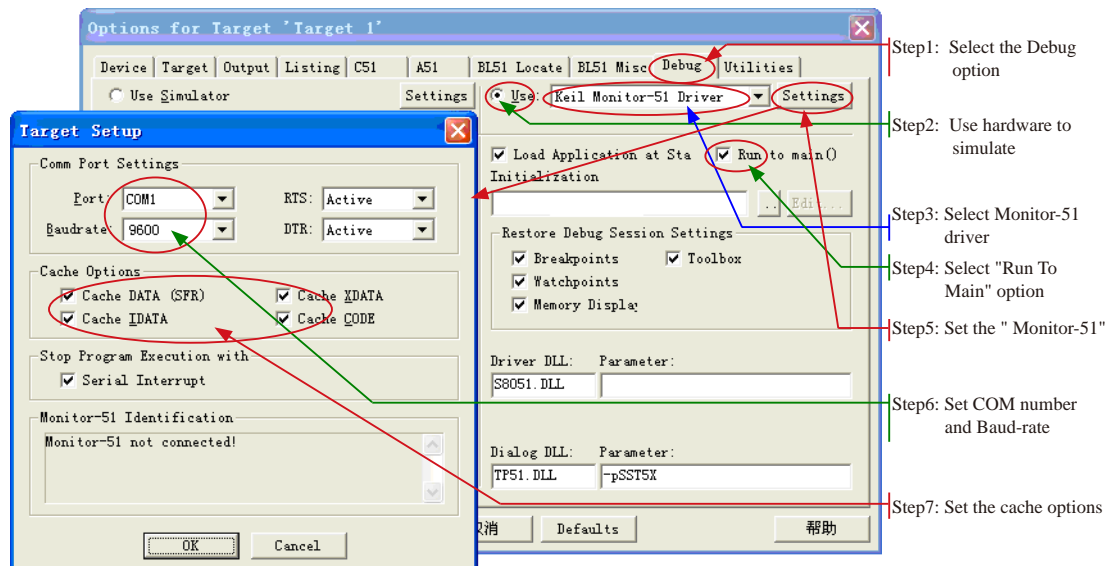 Options for Target 'Target 1'
Device Target Output Listing C51 A51 BL51 Locate BL51 Misc Debug Utilities
Use Simulator Settings
Use: Keil Monitor-51 Driver Settings
Load Application at Sta Run to main()
Initialization
.. Edit...
Restore Debug Session Settings
Breakpoints Toolbox
Watchpoints
Memory Display
Driver DLL: Parameter:
S8051.DLL
Dialog DLL: Parameter:
TP51.DLL -pSST5X
消 Defaults 帮助
Target Setup
Comm Port Settings
Port: COM1 RTS: Active
Baudrate: 9600 DTR: Active
Cache Options
Cache DATA (SFR) Cache XDATA
Cache IDATA Cache CODE
Stop Program Execution with
Serial Interrupt
Monitor-51 Identification
Monitor-51 not connected!
OK Cancel
Step1: Select the Debug
option
Step2: Use hardware to
simulate
Step3: Select Monitor-51
driver
Step4: Select "Run To
Main" option
Step5: Set the " Monitor-51"
Step6: Set COM number
and Baud-rate
Step7: Set the cache options